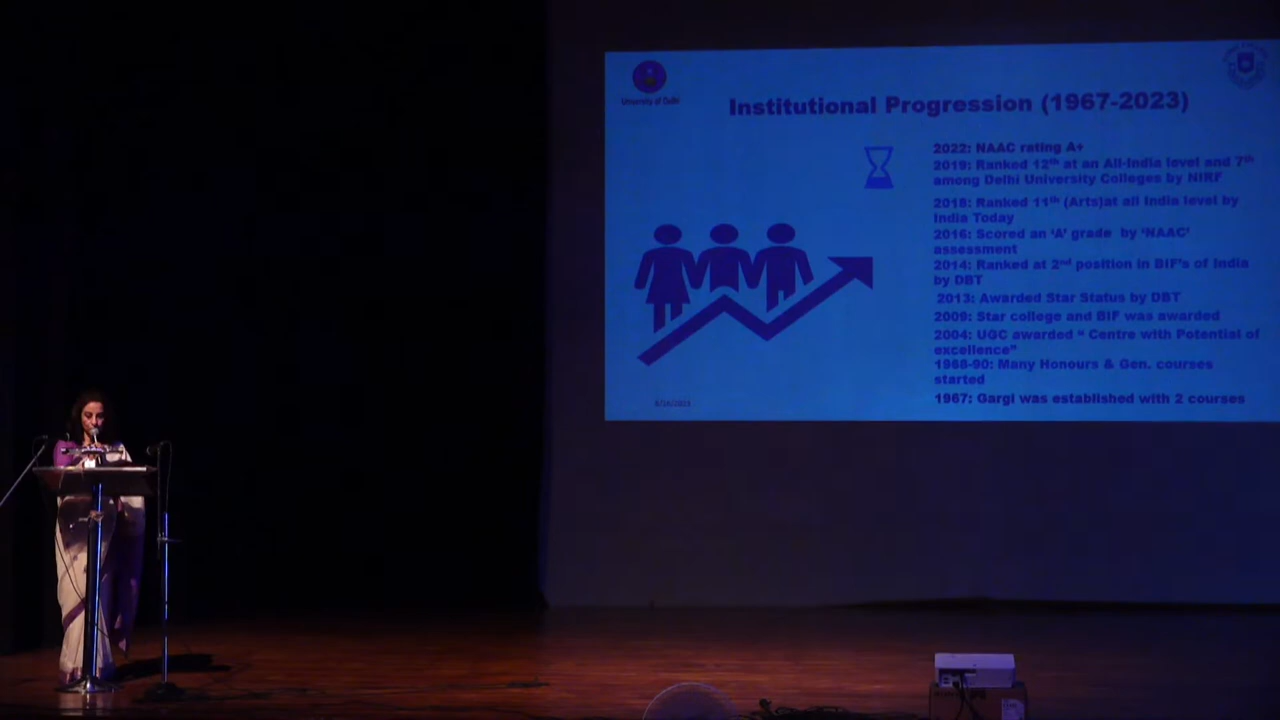 University of Delhi
Institutional Progression (1967-2023)
2022: NAAC rating A+
2019: Ranked 12th at an All-India level and 7th
among Delhi University Colleges by NIRF
2018: Ranked 11th (Arts)at all India level by
India Today
2016: Scored an ‘A’ grade by ‘NAAC’
assessment
2014: Ranked at 2nd position in BIF’s of India
by DBT
2013: Awarded Star Status by DBT
2009: Star college and BIF was awarded
2004: UGC awarded “ Centre with Potential of
excellence”
1968-90: Many Honours & Gen. courses
started
1967: Gargi was established with 2 courses